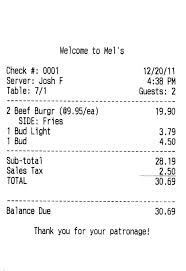 Welcome to Mel's
Check #: 0001 12/20/11
Server: Josh F 4:38 PM
Table: 7/1 Guests: 2
2 Beef Burgr (@9.95/ea) 19.90
SIDE: Fries
1 Bud Light 3.79
1 Bud 4.50
Sub-total 28.19
Sales Tax 2.50
TOTAL 30.69
Balance Due 30.69
Thank you for your patronage!